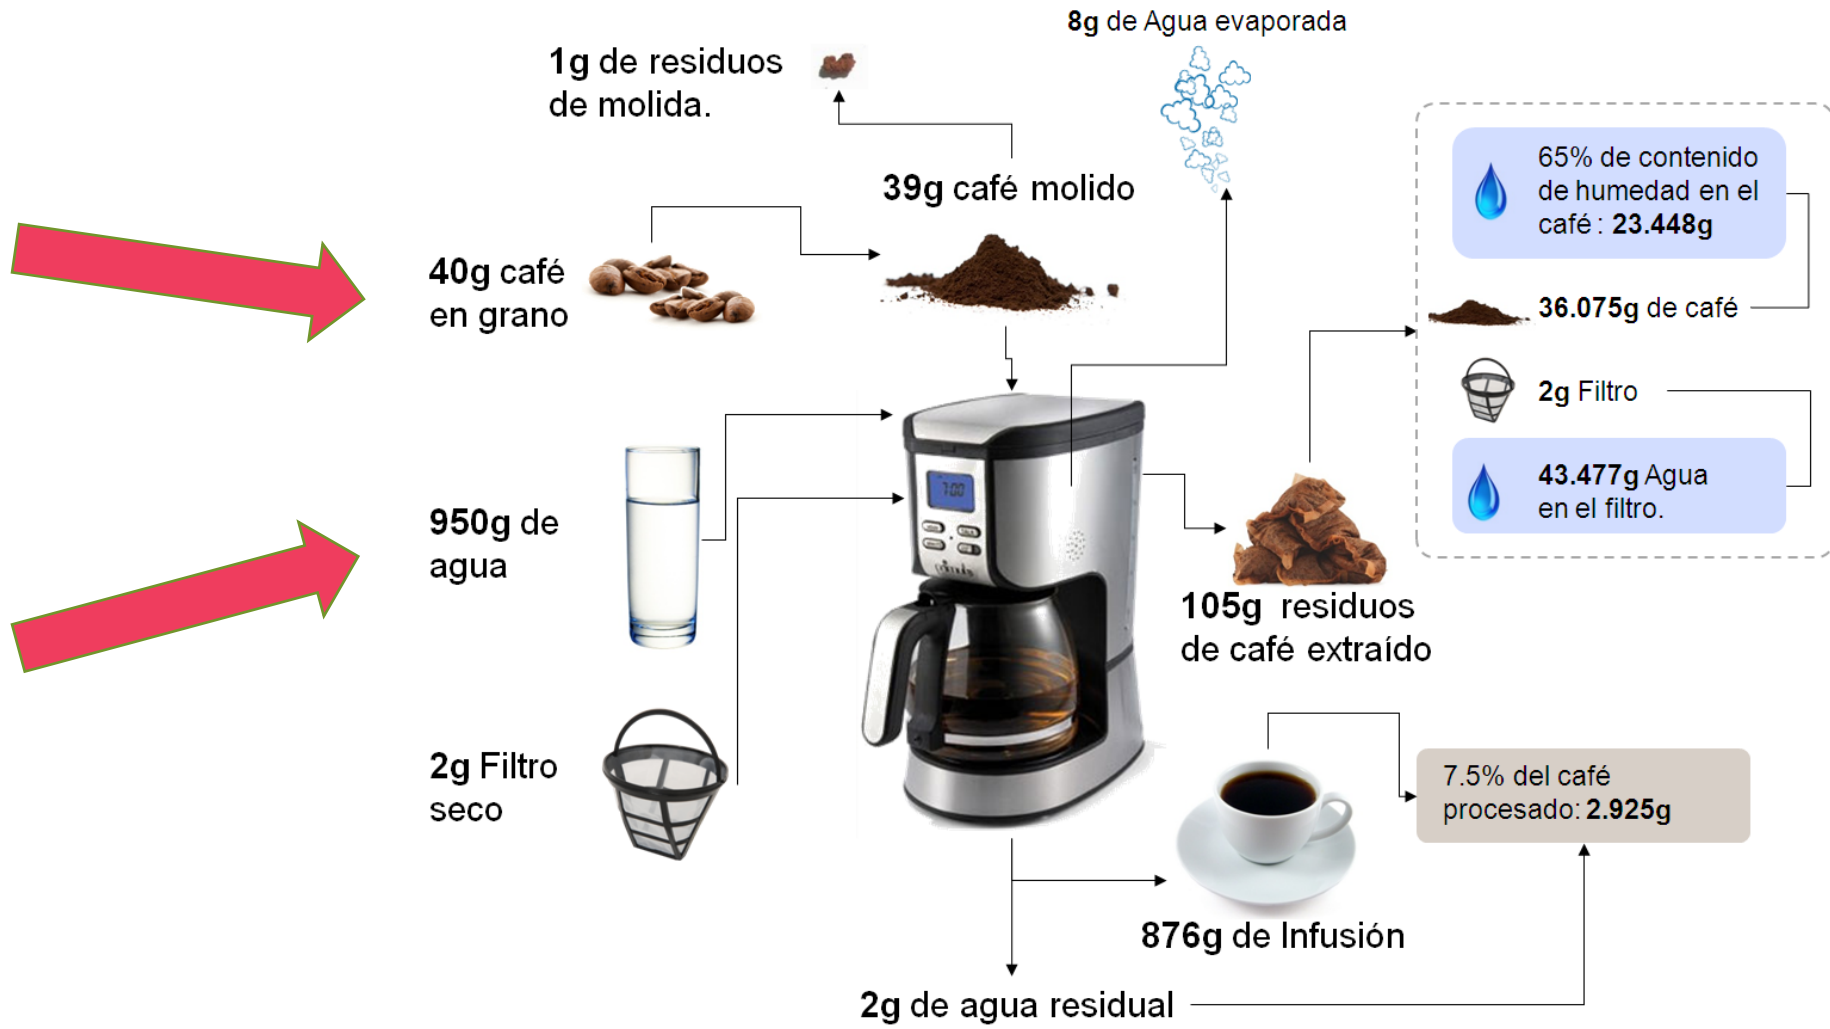 8g de Agua evaporada
1g de residuos
de molida.
39g café molido
65% de contenido
de humedad en el
café : 23.448g
40g café
en grano
36.075g de café
2g Filtro
43.477g Agua
en el filtro.
7:00
950g de
agua
105g residuos
de café extraído
2g Filtro
seco
7.5% del café
procesado: 2.925g
876g de Infusión
2g de agua residual